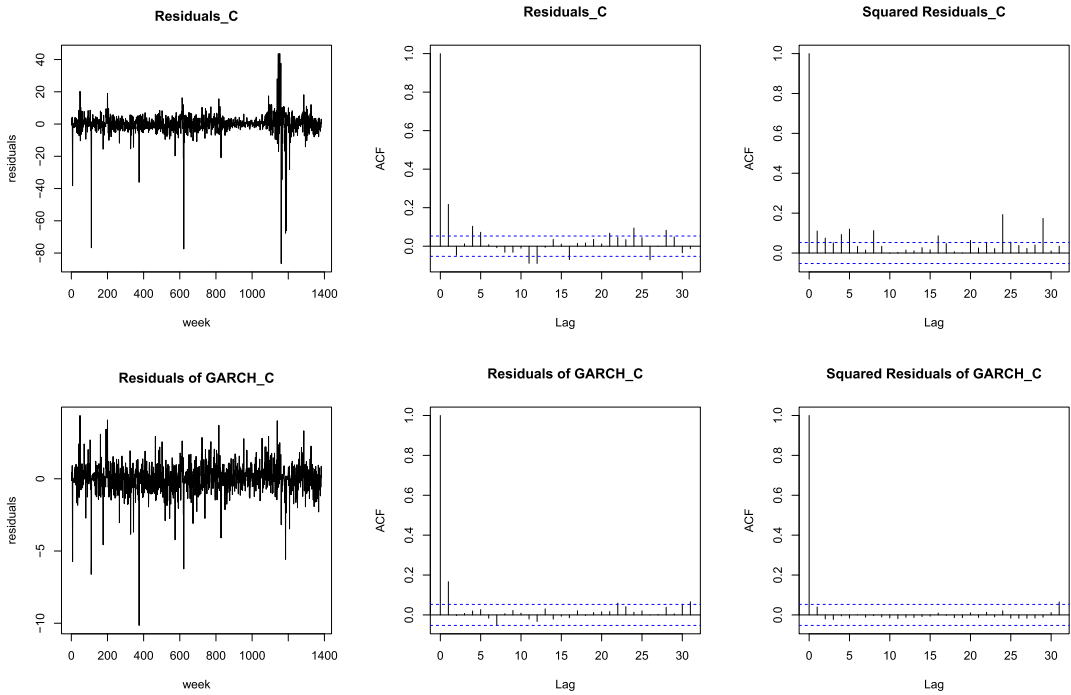 Residuals_C
residuals
40
20
0
−20
−40
−60
−80
0 200 400 600 800 1000 1400
week
Residuals_C
ACF
1.0
0.8
0.6
0.4
0.2
0.0
0 5 10 15 20 25 30
Lag
Squared Residuals_C
ACF
1.0
0.8
0.6
0.4
0.2
0.0
0 5 10 15 20 25 30
Lag
Residuals of GARCH_C
residuals
0
−5
−10
0 200 400 600 800 1000 1400
week
Residuals of GARCH_C
ACF
1.0
0.8
0.6
0.4
0.2
0.0
0 5 10 15 20 25 30
Lag
Squared Residuals of GARCH_C
ACF
1.0
0.8
0.6
0.4
0.2
0.0
0 5 10 15 20 25 30
Lag